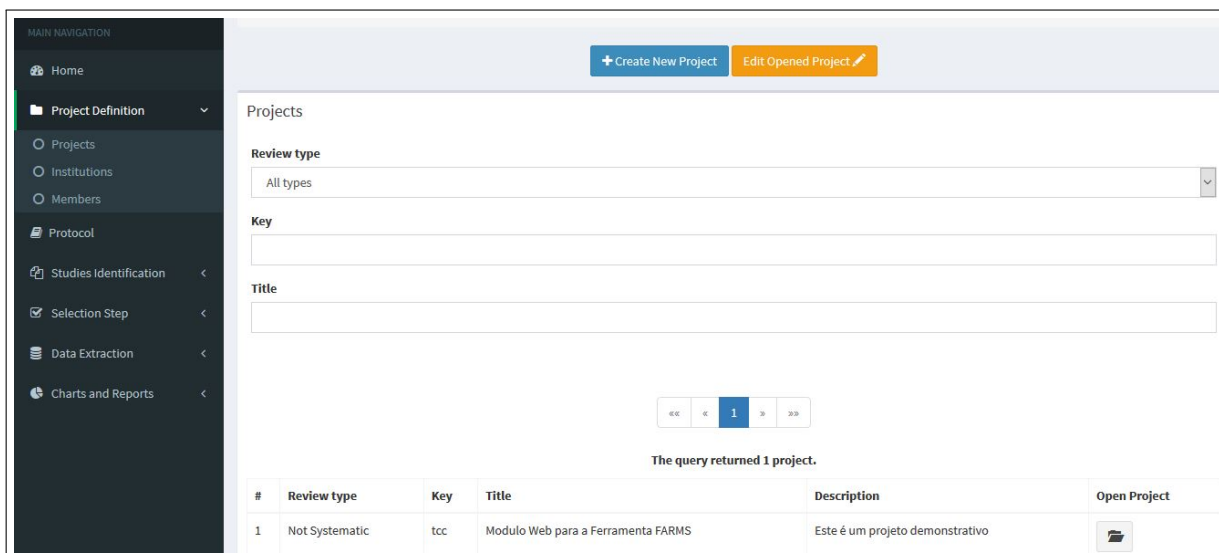 MAIN NAVIGATION
Home
Project Definition
Projects
Institutions
Members
Protocol
Studies Identification
Selection Step
Data Extraction
Charts and Reports
Create New Project
Edit Opened Project
Projects
Review type
All types
Key
Title
«« « 1 » »»
The query returned 1 project.
# Review type Key Title Description Open Project
1 Not Systematic tcc Modulo Web para a Ferramenta FARMS Este é um projeto demonstrativo